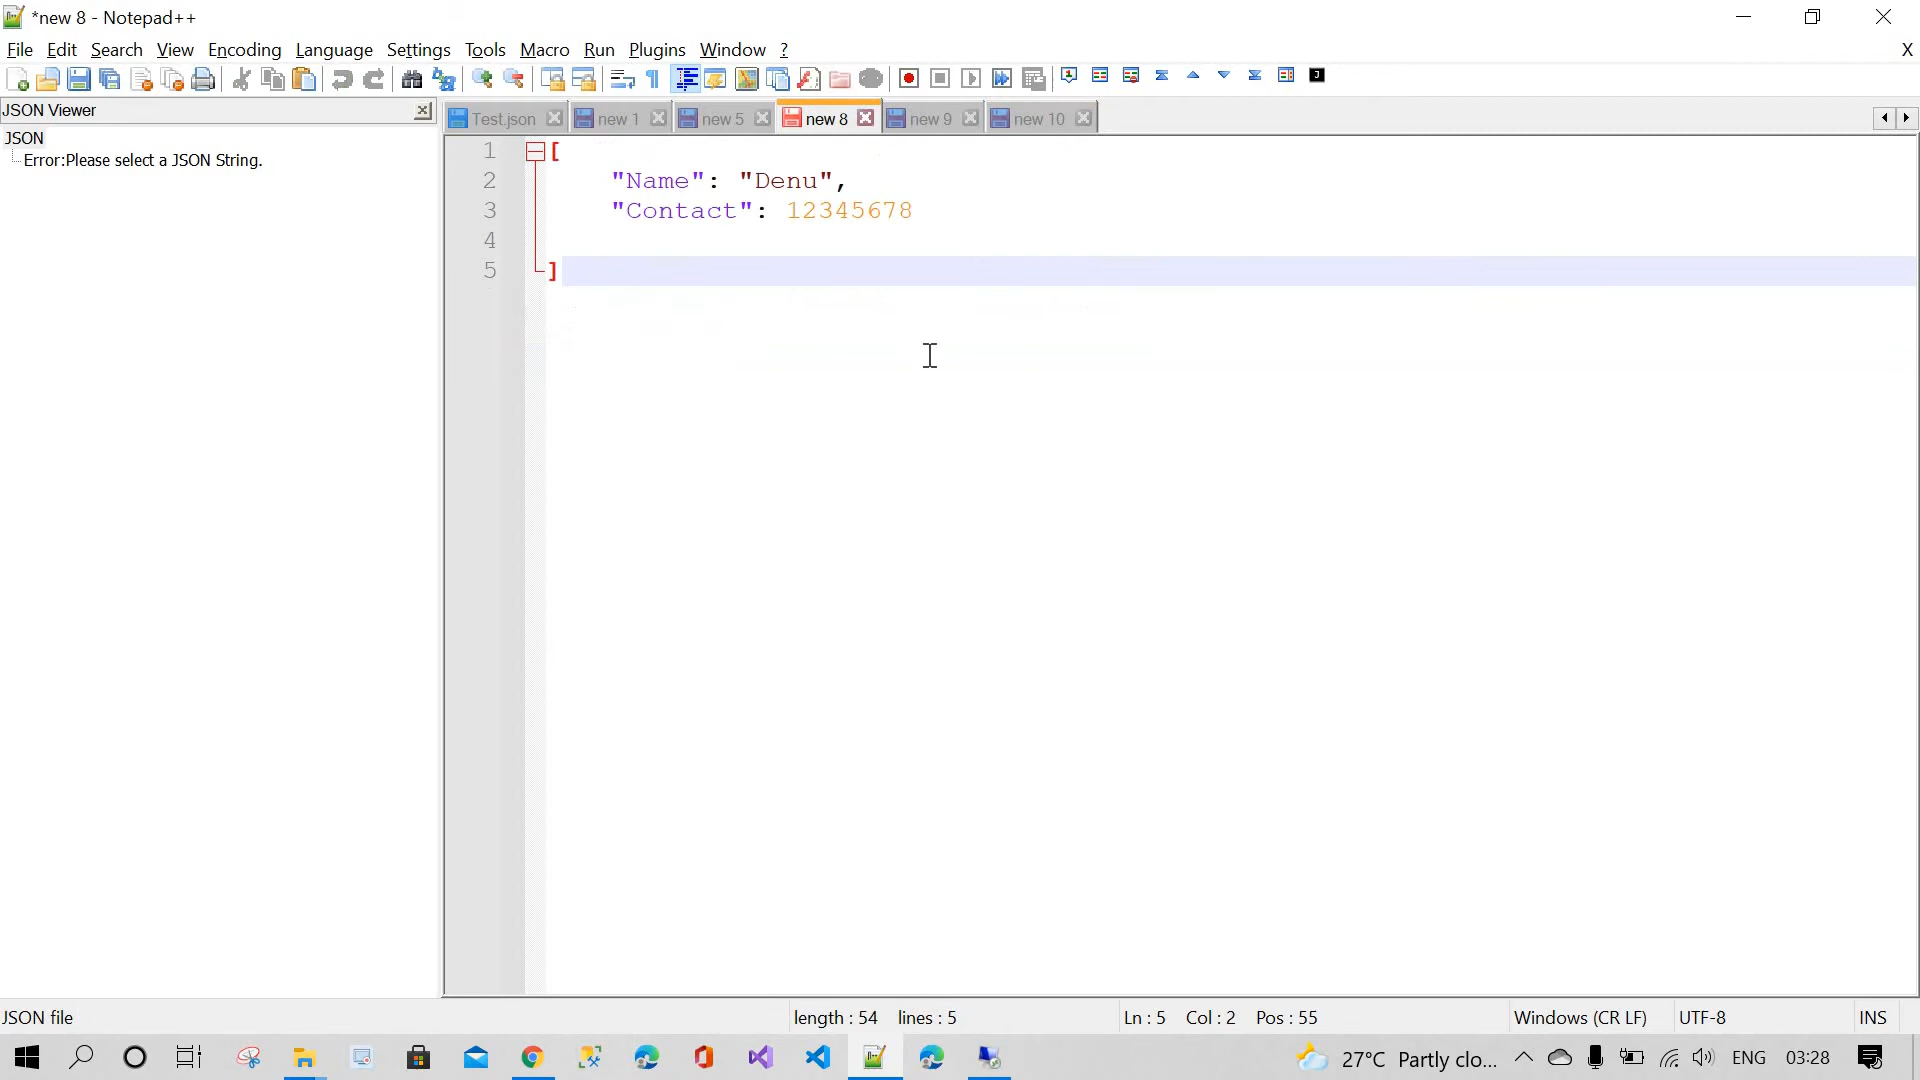 *new 8 - Notepad++
File Edit Search View Encoding Language Settings Tools Macro Run Plugins Window ?
X
JSON Viewer
Test.json new 1 new 5 new 8 new 9 new 10
JSON
Error:Please select a JSON String.
1 [
2 "Name": "Denu",
3 "Contact": 12345678
4
5 ]
JSON file length : 54 lines : 5 Ln : 5 Col : 2 Pos : 55 Windows (CR LF) UTF-8 INS
27°C Partly clo... ENG 03:28